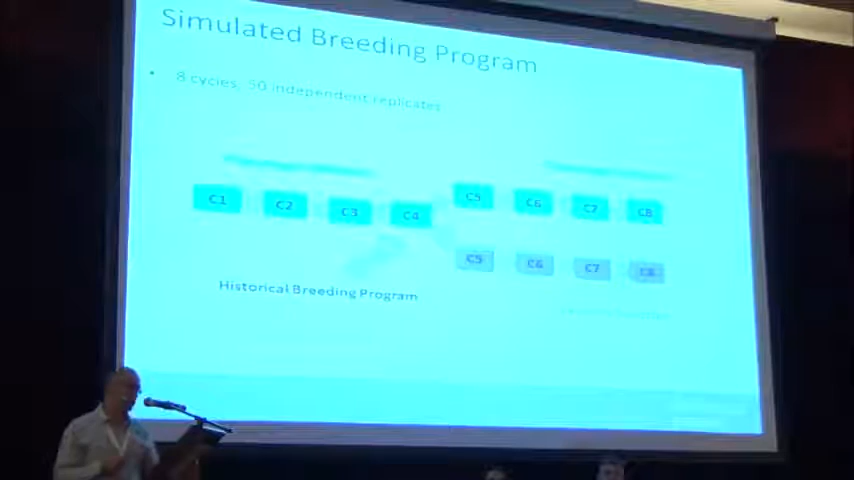 Simulated Breeding Program
• 8 cycles, 50 independent replicates
C1 C2 C3 C4 C5 C6 C7 C8
C5 C6 C7 C8
Historical Breeding Program